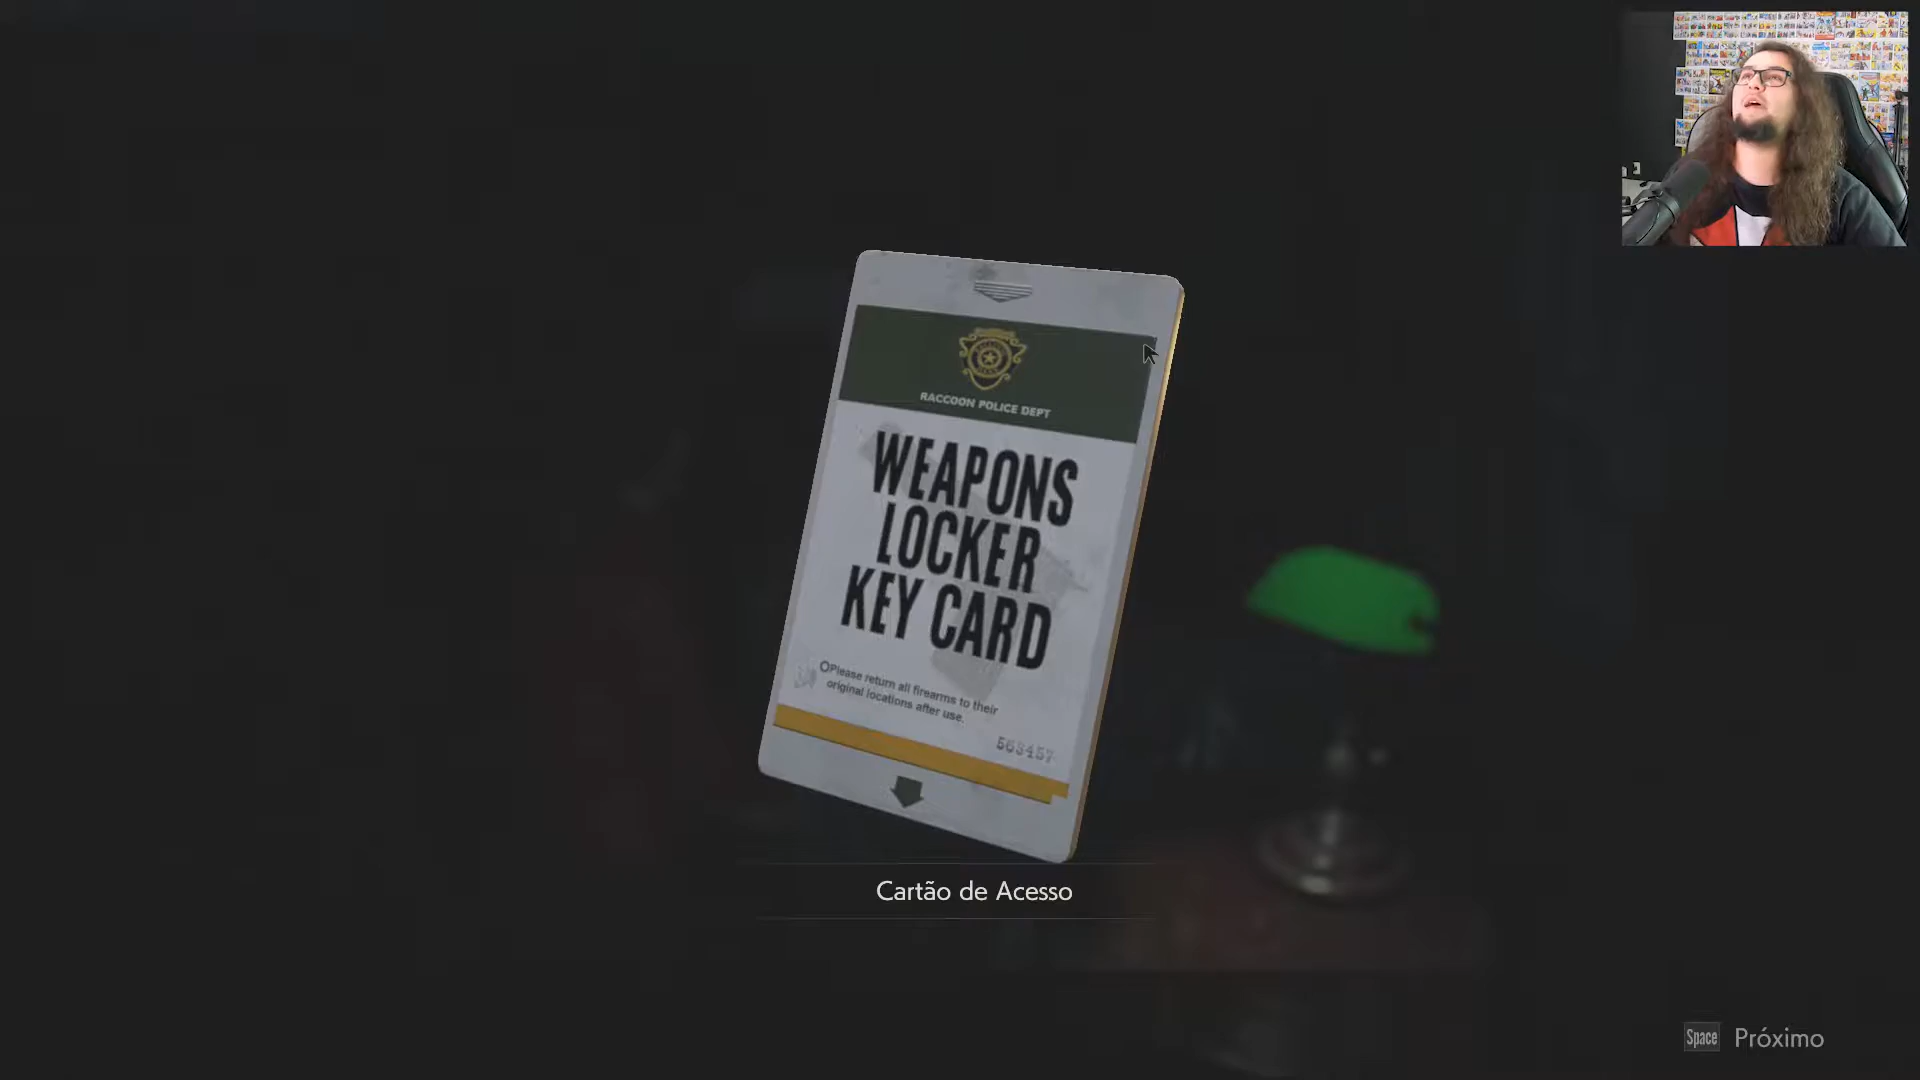 RACCOON POLICE DEPT
WEAPONS
LOCKER
KEY CARD
Please return all firearms to their
original locations after use.
563457
Cartão de Acesso
Space Próximo